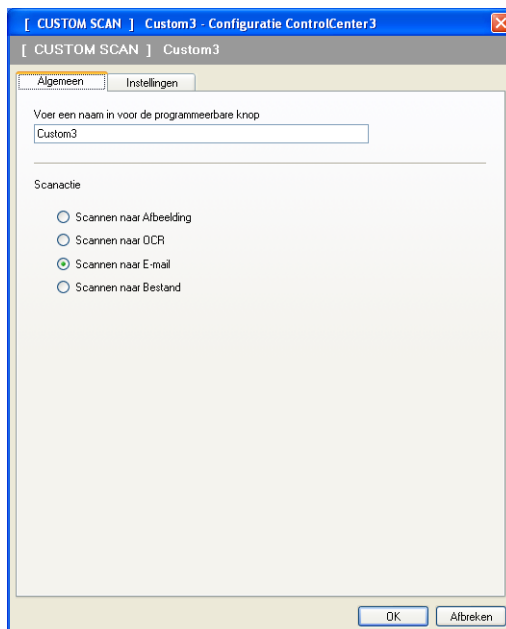 [ CUSTOM SCAN ] Custom3 - Configuratie ControlCenter3
[ CUSTOM SCAN ] Custom3
Algemeen Instellingen
Voer een naam in voor de programmeerbare knop
Custom3
Scanactie
Scannen naar Afbeelding
Scannen naar OCR
Scannen naar E-mail
Scannen naar Bestand
OK Afbreken